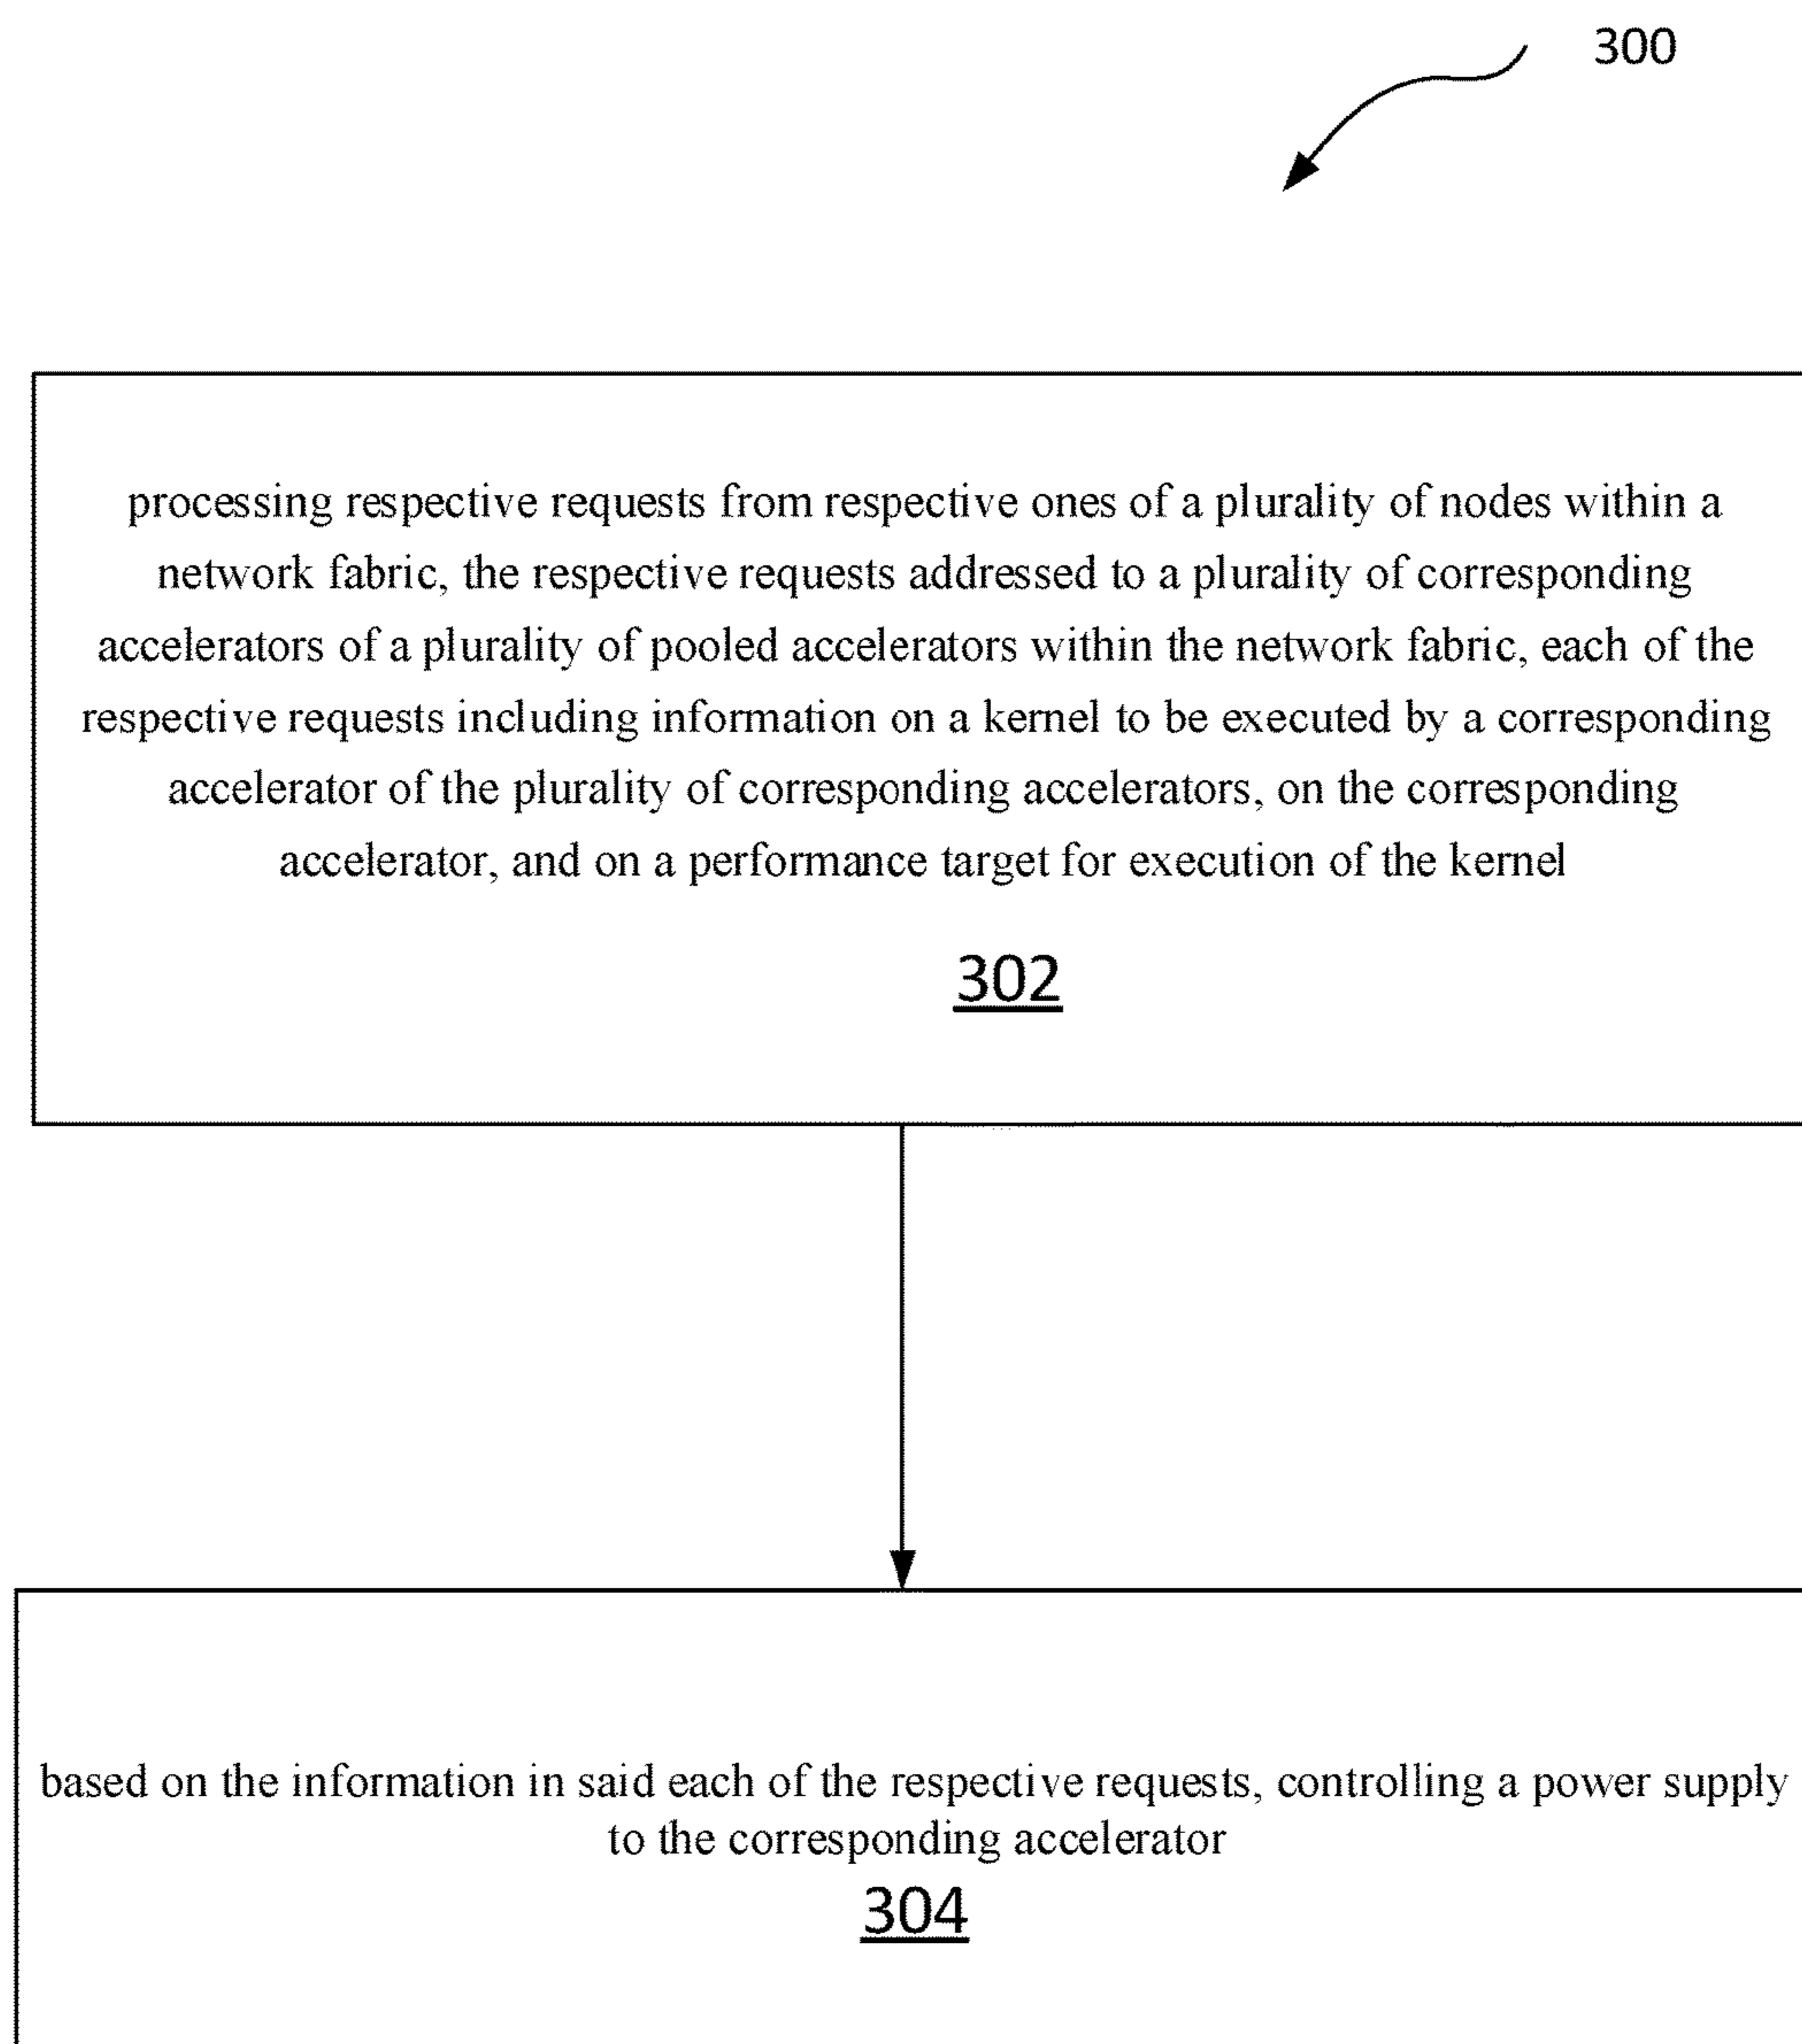 300
processing respective requests from respective ones of a plurality of nodes within a
network fabric, the respective requests addressed to a plurality of corresponding
accelerators of a plurality of pooled accelerators within the network fabric, each of the
respective requests including information on a kernel to be executed by a corresponding
accelerator of the plurality of corresponding accelerators, on the corresponding
accelerator, and on a performance target for execution of the kernel
302
based on the information in said each of the respective requests, controlling a power supply
to the corresponding accelerator
304